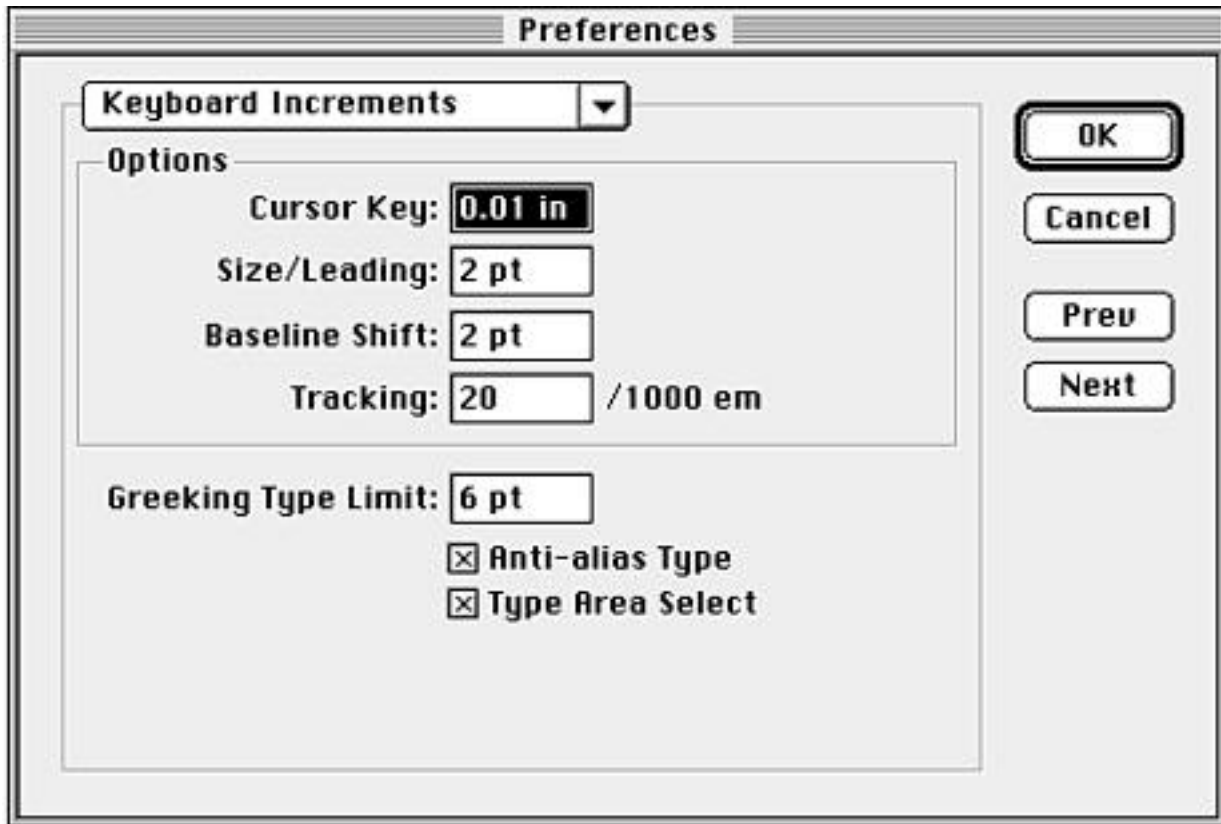 Preferences
Keyboard Increments
OK
Options
Cursor Key: 0.01 in
Cancel
Size/Leading: 2 pt
Baseline Shift: 2 pt
Prev
Tracking: 20 /1000 em
Next
Greeking Type Limit: 6 pt
Anti-alias Type
Type Area Select